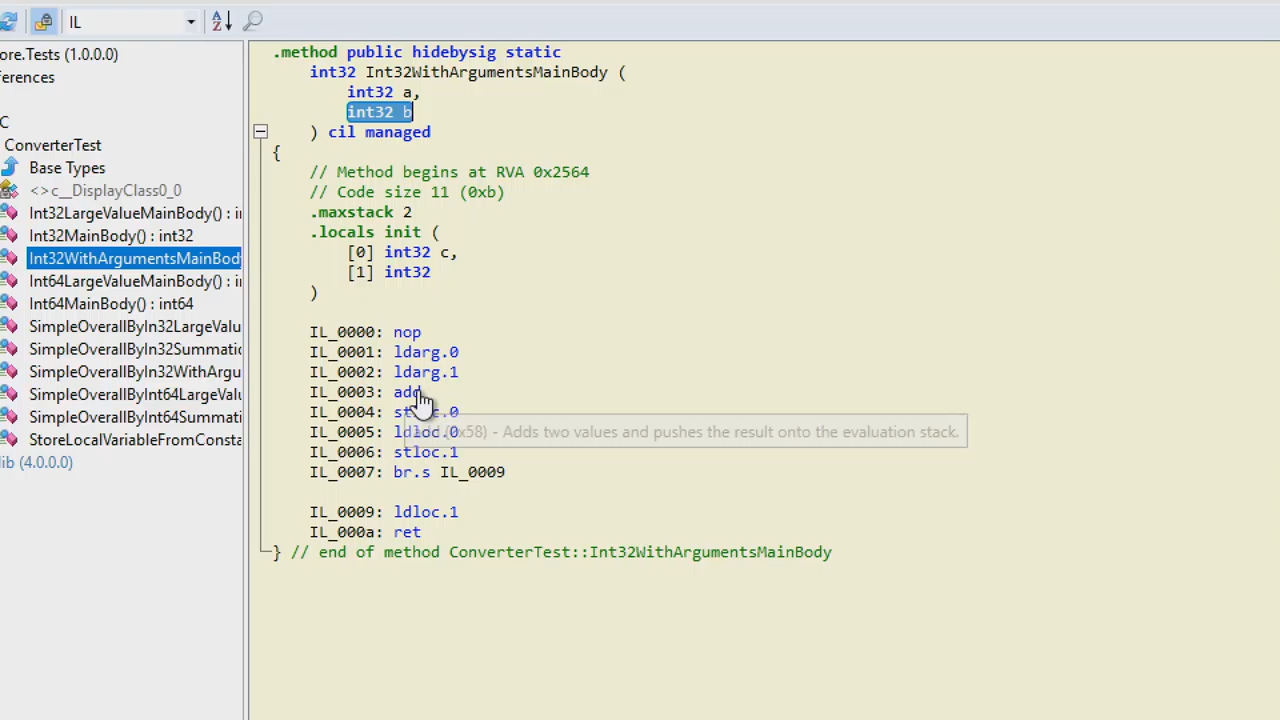 IL
ore.Tests (1.0.0.0)
ferences
C
ConverterTest
Base Types
<>c__DisplayClass0_0
Int32LargeValueMainBody() : i
Int32MainBody() : int32
Int32WithArgumentsMainBod
Int64LargeValueMainBody() : i
Int64MainBody() : int64
SimpleOverallByIn32LargeValu
SimpleOverallByIn32Summatio
SimpleOverallByIn32WithArgu
SimpleOverallByInt64LargeVal
SimpleOverallByInt64Summati
StoreLocalVariableFromConsta
lib (4.0.0.0)
.method public hidebysig static
int32 Int32WithArgumentsMainBody (
int32 a,
int32 b
) cil managed
{
// Method begins at RVA 0x2564
// Code size 11 (0xb)
.maxstack 2
.locals init (
[0] int32 c,
[1] int32
)
IL_0000: nop
IL_0001: ldarg.0
IL_0002: ldarg.1
IL_0003: add
IL_0004: stloc.0
add (0x58) - Adds two values and pushes the result onto the evaluation stack.
IL_0005: ldloc.0
IL_0006: stloc.1
IL_0007: br.s IL_0009
IL_0009: ldloc.1
IL_000a: ret
} // end of method ConverterTest::Int32WithArgumentsMainBody